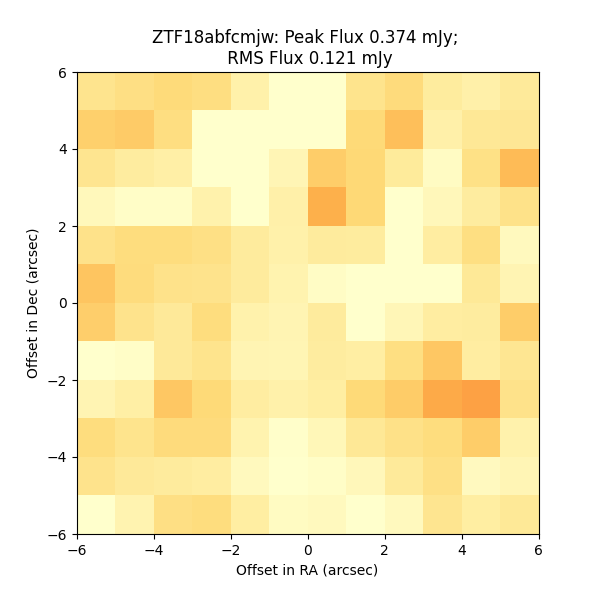 ZTF18abfcmjw: Peak Flux 0.374 mJy;
RMS Flux 0.121 mJy
6
4
2
0
−2
−4
−6
Offset in Dec (arcsec)
−6 −4 −2 0 2 4 6
Offset in RA (arcsec)